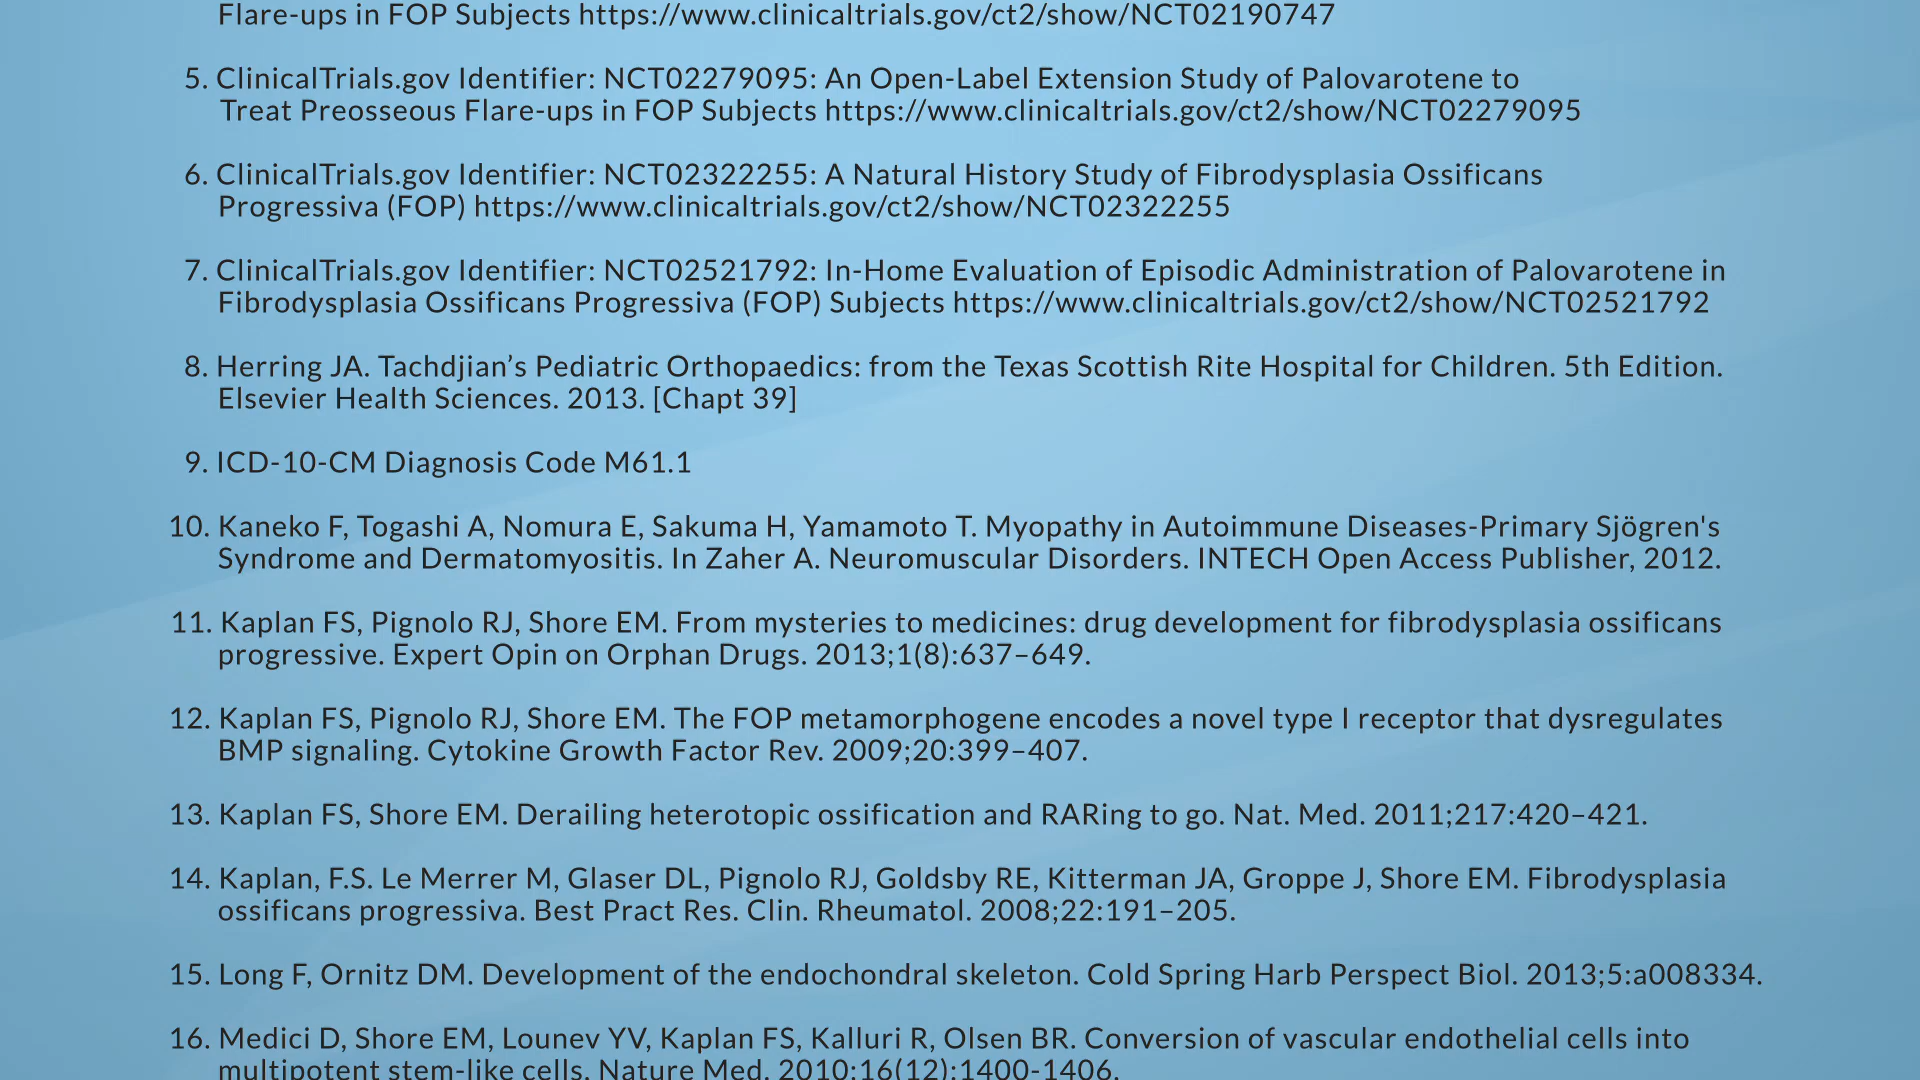 Flare-ups in FOP Subjects https://www.clinicaltrials.gov/ct2/show/NCT02190747
5. ClinicalTrials.gov Identifier: NCT02279095: An Open-Label Extension Study of Palovarotene to
Treat Preosseous Flare-ups in FOP Subjects https://www.clinicaltrials.gov/ct2/show/NCT02279095
6. ClinicalTrials.gov Identifier: NCT02322255: A Natural History Study of Fibrodysplasia Ossificans
Progressiva (FOP) https://www.clinicaltrials.gov/ct2/show/NCT02322255
7. ClinicalTrials.gov Identifier: NCT02521792: In-Home Evaluation of Episodic Administration of Palovarotene in
Fibrodysplasia Ossificans Progressiva (FOP) Subjects https://www.clinicaltrials.gov/ct2/show/NCT02521792
8. Herring JA. Tachdjian’s Pediatric Orthopaedics: from the Texas Scottish Rite Hospital for Children. 5th Edition.
Elsevier Health Sciences. 2013. [Chapt 39]
9. ICD-10-CM Diagnosis Code M61.1
10. Kaneko F, Togashi A, Nomura E, Sakuma H, Yamamoto T. Myopathy in Autoimmune Diseases-Primary Sjögren's
Syndrome and Dermatomyositis. In Zaher A. Neuromuscular Disorders. INTECH Open Access Publisher, 2012.
11. Kaplan FS, Pignolo RJ, Shore EM. From mysteries to medicines: drug development for fibrodysplasia ossificans
progressive. Expert Opin on Orphan Drugs. 2013;1(8):637–649.
12. Kaplan FS, Pignolo RJ, Shore EM. The FOP metamorphogene encodes a novel type I receptor that dysregulates
BMP signaling. Cytokine Growth Factor Rev. 2009;20:399–407.
13. Kaplan FS, Shore EM. Derailing heterotopic ossification and RARing to go. Nat. Med. 2011;217:420–421.
14. Kaplan, F.S. Le Merrer M, Glaser DL, Pignolo RJ, Goldsby RE, Kitterman JA, Groppe J, Shore EM. Fibrodysplasia
ossificans progressiva. Best Pract Res. Clin. Rheumatol. 2008;22:191–205.
15. Long F, Ornitz DM. Development of the endochondral skeleton. Cold Spring Harb Perspect Biol. 2013;5:a008334.
16. Medici D, Shore EM, Lounev YV, Kaplan FS, Kalluri R, Olsen BR. Conversion of vascular endothelial cells into
multipotent stem-like cells. Nature Med. 2010;16(12):1400-1406.